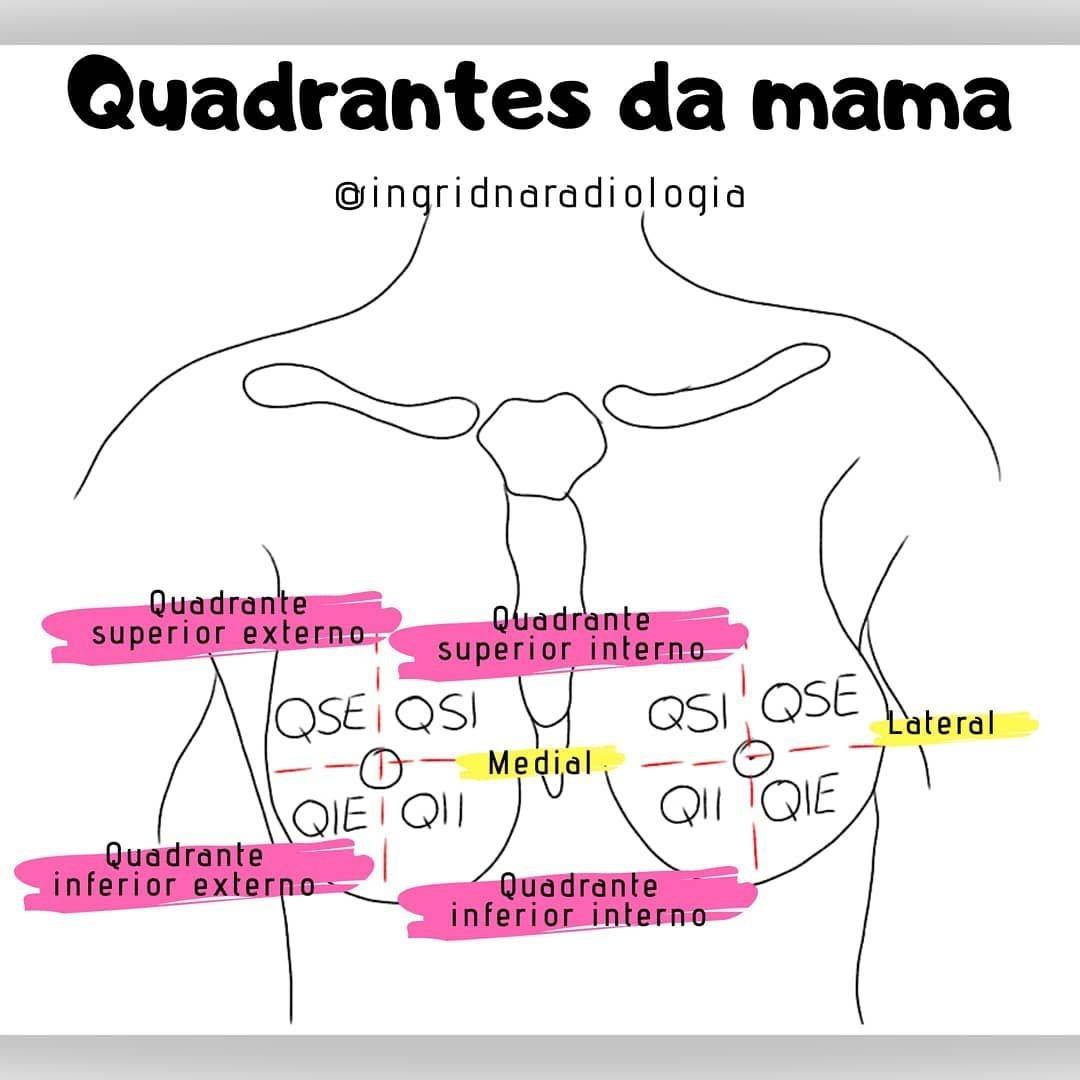 Quadrantes da mama
@ingridnaradiologia
Quadrante
superior externo
Quadrante
superior interno
QSE QSI
QSI QSE
Lateral
Medial
QIE QII
QII QIE
Quadrante
inferior externo
Quadrante
inferior interno